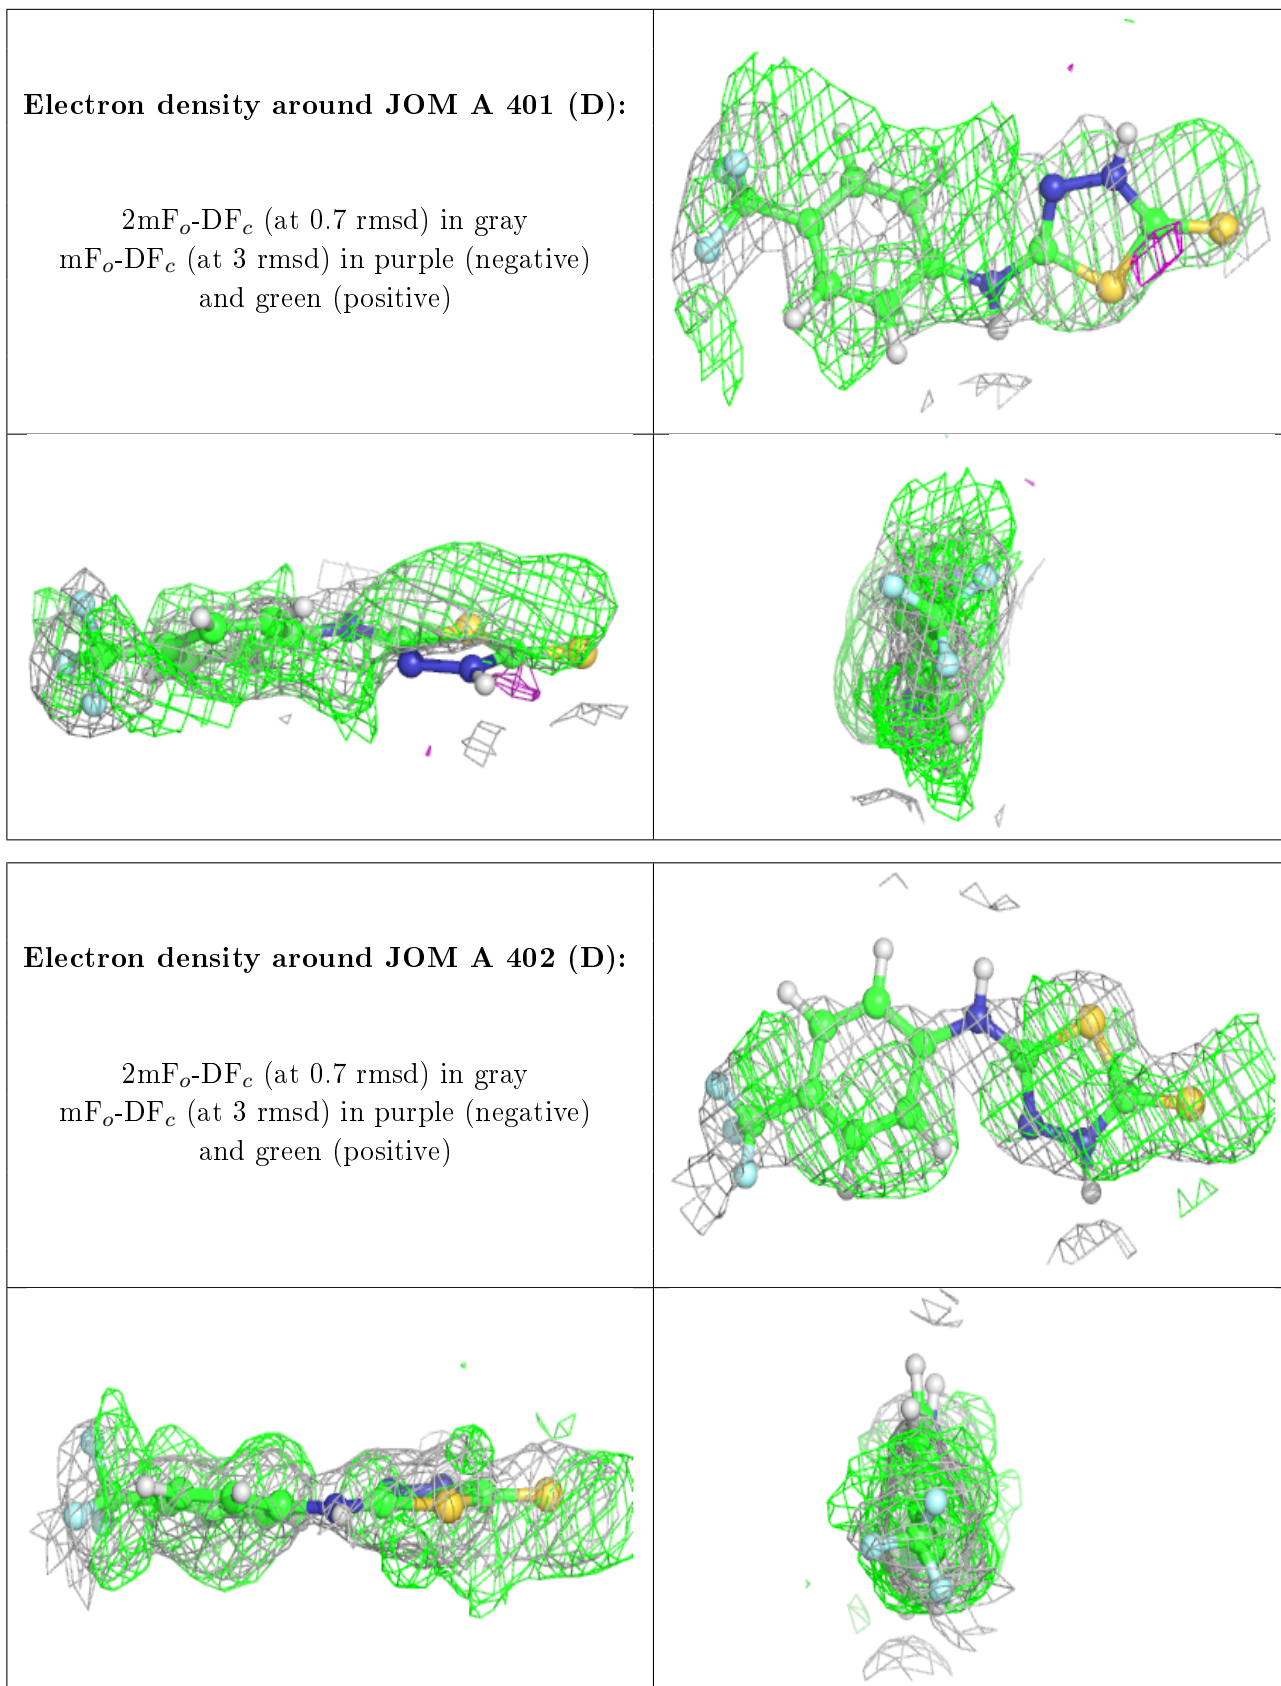 Electron density around JOM A 401 (D):
2mFo-DFc (at 0.7 rmsd) in gray
mFo-DFc (at 3 rmsd) in purple (negative)
and green (positive)
Electron density around JOM A 402 (D):
2mFo-DFc (at 0.7 rmsd) in gray
mFo-DFc (at 3 rmsd) in purple (negative)
and green (positive)